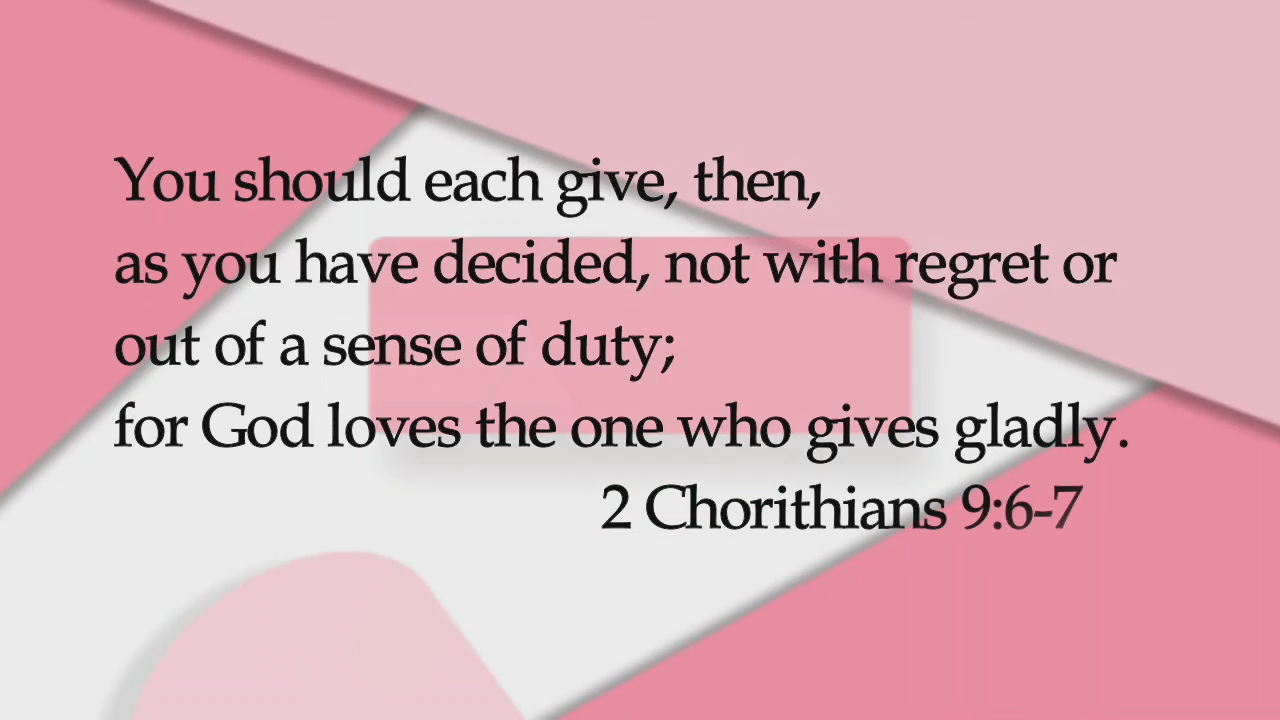 You should each give, then,
as you have decided, not with regret or
out of a sense of duty;
for God loves the one who gives gladly.
2 Chorithians 9:6-7